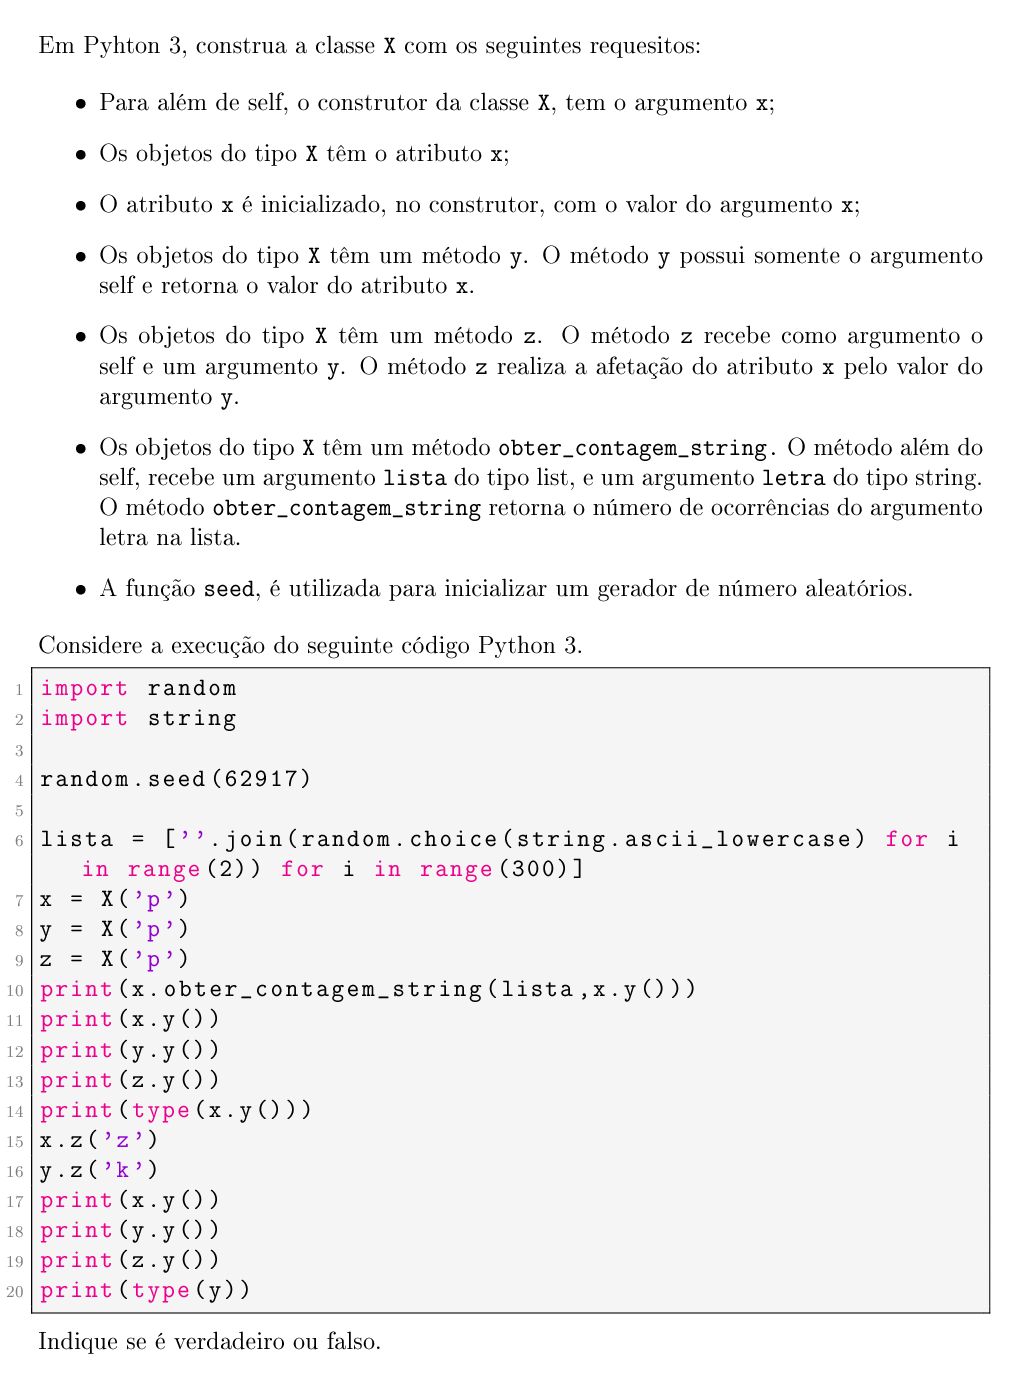 Em Pyhton 3, construa a classe X com os seguintes requesitos:
• Para além de self, o construtor da classe X, tem o argumento x;
• Os objetos do tipo X têm o atributo x;
• O atributo x é inicializado, no construtor, com o valor do argumento x;
• Os objetos do tipo X têm um método y. O método y possui somente o argumento
self e retorna o valor do atributo x.
• Os objetos do tipo X têm um método z. O método z recebe como argumento o
self e um argumento y. O método z realiza a afetação do atributo x pelo valor do
argumento y.
• Os objetos do tipo X têm um método obter_contagem_string. O método além do
self, recebe um argumento lista do tipo list, e um argumento letra do tipo string.
O método obter_contagem_string retorna o número de ocorrências do argumento
letra na lista.
• A função seed, é utilizada para inicializar um gerador de número aleatórios.
Considere a execução do seguinte código Python 3.
1 import random
2 import string
3
4 random.seed(62917)
5
6 lista = [''.join(random.choice(string.ascii_lowercase) for i
in range(2)) for i in range(300)]
7 x = X('p')
8 y = X('p')
9 z = X('p')
10 print(x.obter_contagem_string(lista,x.y()))
11 print(x.y())
12 print(y.y())
13 print(z.y())
14 print(type(x.y()))
15 x.z('z')
16 y.z('k')
17 print(x.y())
18 print(y.y())
19 print(z.y())
20 print(type(y))
Indique se é verdadeiro ou falso.